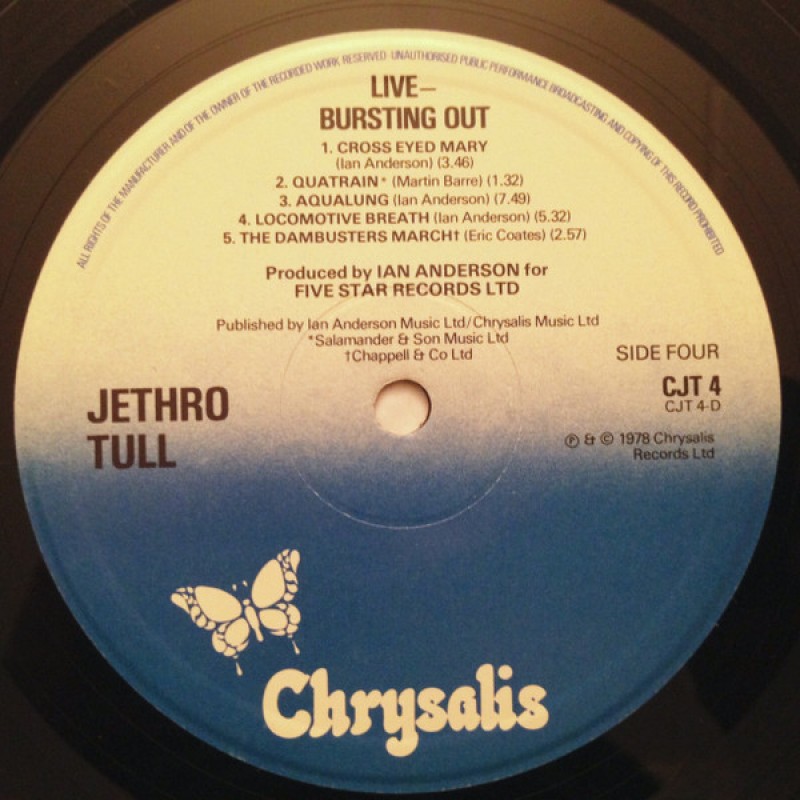 ALL RIGHTS OF THE MANUFACTURER AND OF THE OWNER OF THE RECORDED WORK RESERVED · UNAUTHORISED PUBLIC PERFORMANCE BROADCASTING AND COPYING OF THIS RECORD PROHIBITED
LIVE–
BURSTING OUT
1. CROSS EYED MARY
(Ian Anderson) (3.46)
2. QUATRAIN* (Martin Barre) (1.32)
3. AQUALUNG (Ian Anderson) (7.49)
4. LOCOMOTIVE BREATH (Ian Anderson) (5.32)
5. THE DAMBUSTERS MARCH† (Eric Coates) (2.57)
Produced by IAN ANDERSON for
FIVE STAR RECORDS LTD
Published by Ian Anderson Music Ltd/Chrysalis Music Ltd
*Salamander & Son Music Ltd
†Chappell & Co Ltd
SIDE FOUR
CJT 4
CJT 4-D
JETHRO
TULL
℗ & © 1978 Chrysalis
Records Ltd
Chrysalis